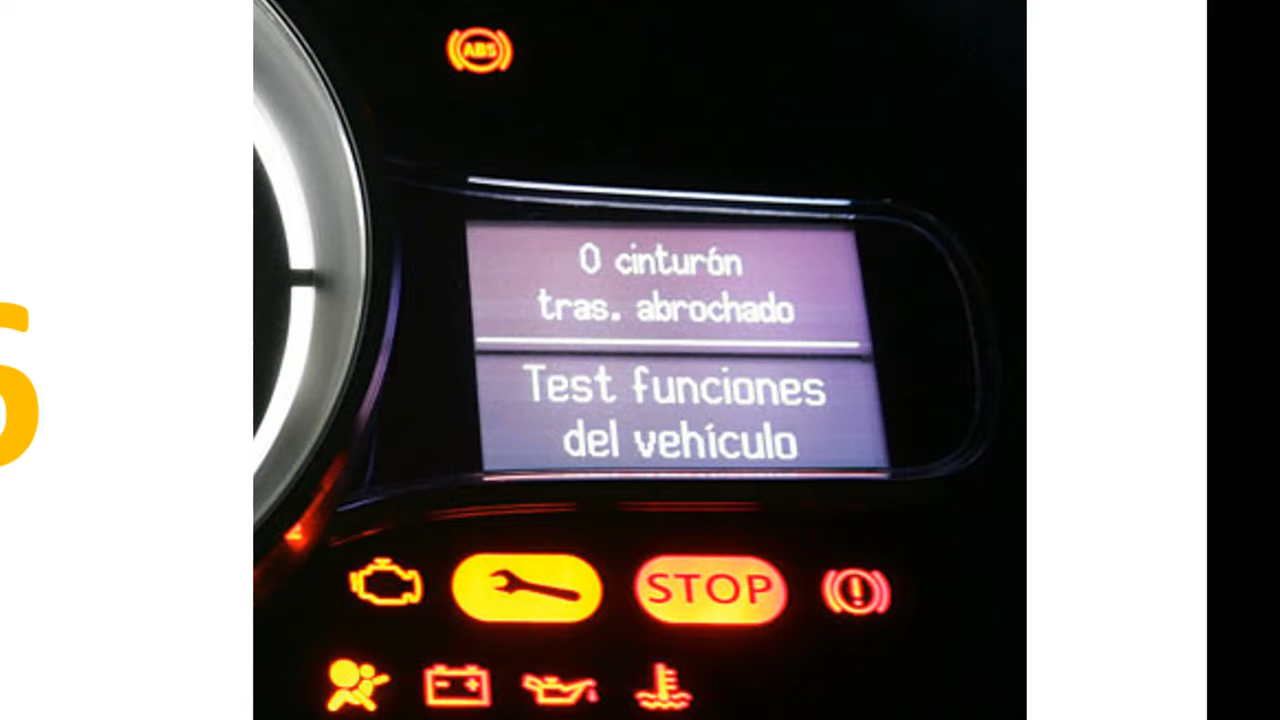 ABS
0 cinturón
tras. abrochado
Test funciones
del vehículo
STOP